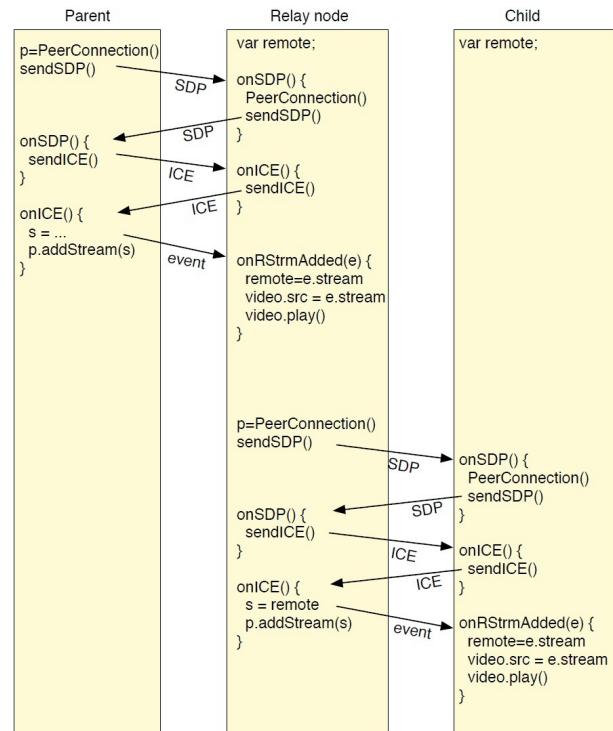 Parent
Relay node
Child
p=PeerConnection()
sendSDP()
SDP
onSDP() {
sendICE()
}
ICE
onICE() {
s = ...
p.addStream(s)
}
event
var remote;
onSDP() {
PeerConnection()
sendSDP()
}
SDP
onICE() {
sendICE()
}
ICE
onRStrmAdded(e) {
remote=e.stream
video.src = e.stream
video.play()
}
p=PeerConnection()
sendSDP()
SDP
onSDP() {
sendICE()
}
ICE
onICE() {
s = remote
p.addStream(s)
}
event
var remote;
onSDP() {
PeerConnection()
sendSDP()
}
SDP
onICE() {
sendICE()
}
ICE
onRStrmAdded(e) {
remote=e.stream
video.src = e.stream
video.play()
}